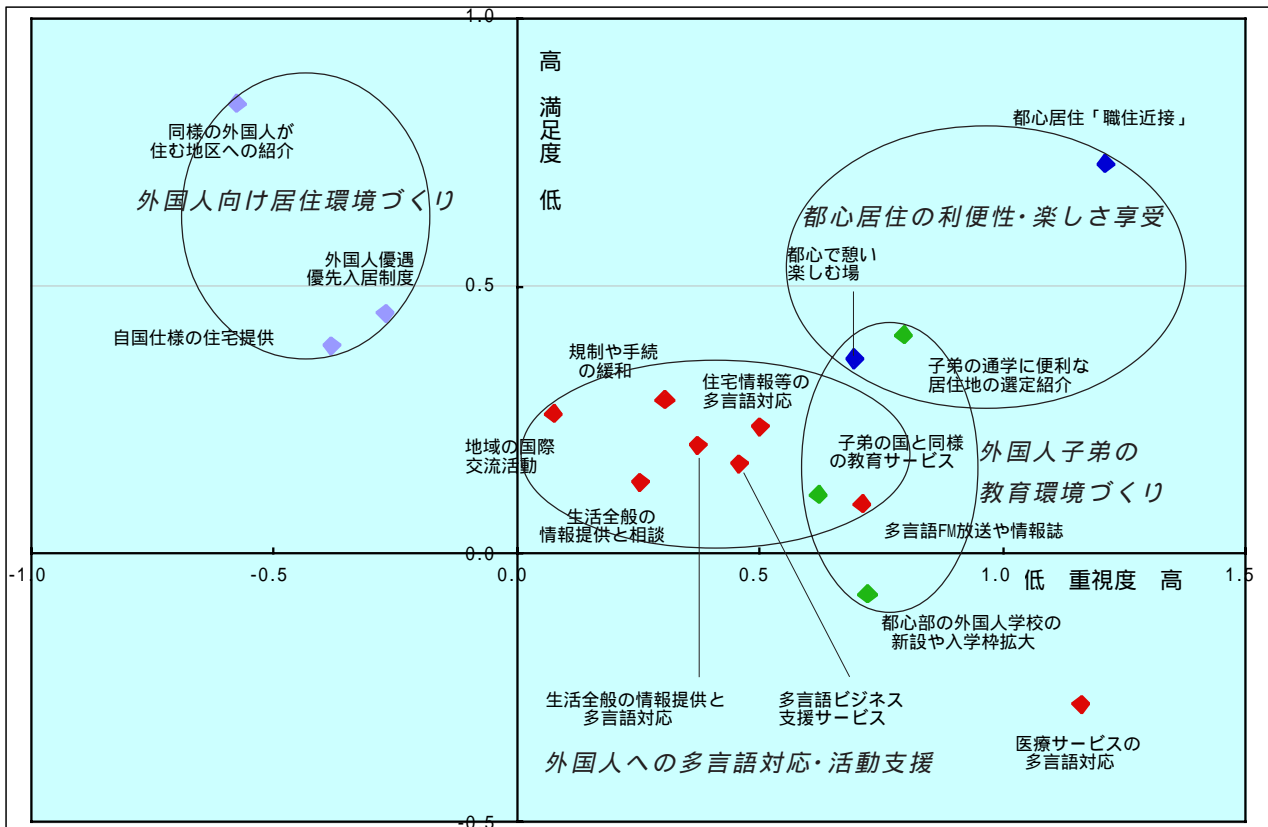 1.0
高 満足度 低
都心居住「職住近接」
同様の外国人が
住む地区への紹介
外国人向け居住環境づくり
都心居住の利便性・楽しさ享受
外国人優遇
優先入居制度
都心で憩い
楽しむ場
0.5
自国仕様の住宅提供
規制や手続
の緩和
住宅情報等の
多言語対応
子弟の通学に便利な
居住地の選定紹介
地域の国際
交流活動
子弟の国と同様
の教育サービス
外国人子弟の
教育環境づくり
生活全般の
情報提供と相談
多言語FM放送や情報誌
0.0
-1.0
-0.5
0.0
0.5
1.0
低 重視度 高
1.5
都心部の外国人学校の
新設や入学枠拡大
生活全般の情報提供と
多言語対応
多言語ビジネス
支援サービス
医療サービスの
多言語対応
外国人への多言語対応・活動支援
-0.5